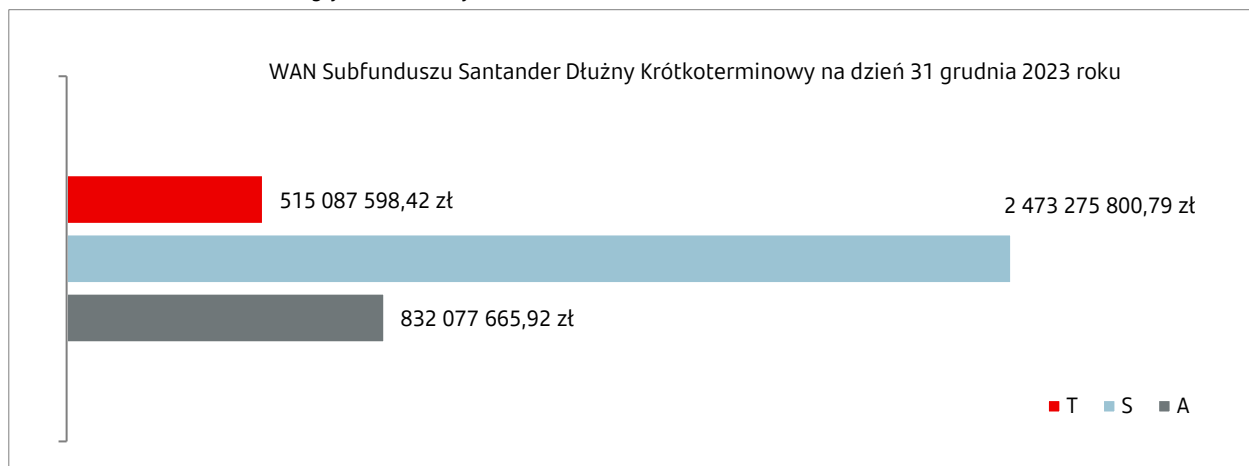 WAN Subfunduszu Santander Dłużny Krótkoterminowy na dzień 31 grudnia 2023 roku
515 087 598,42 zł
2 473 275 800,79 zł
832 077 665,92 zł
T S A